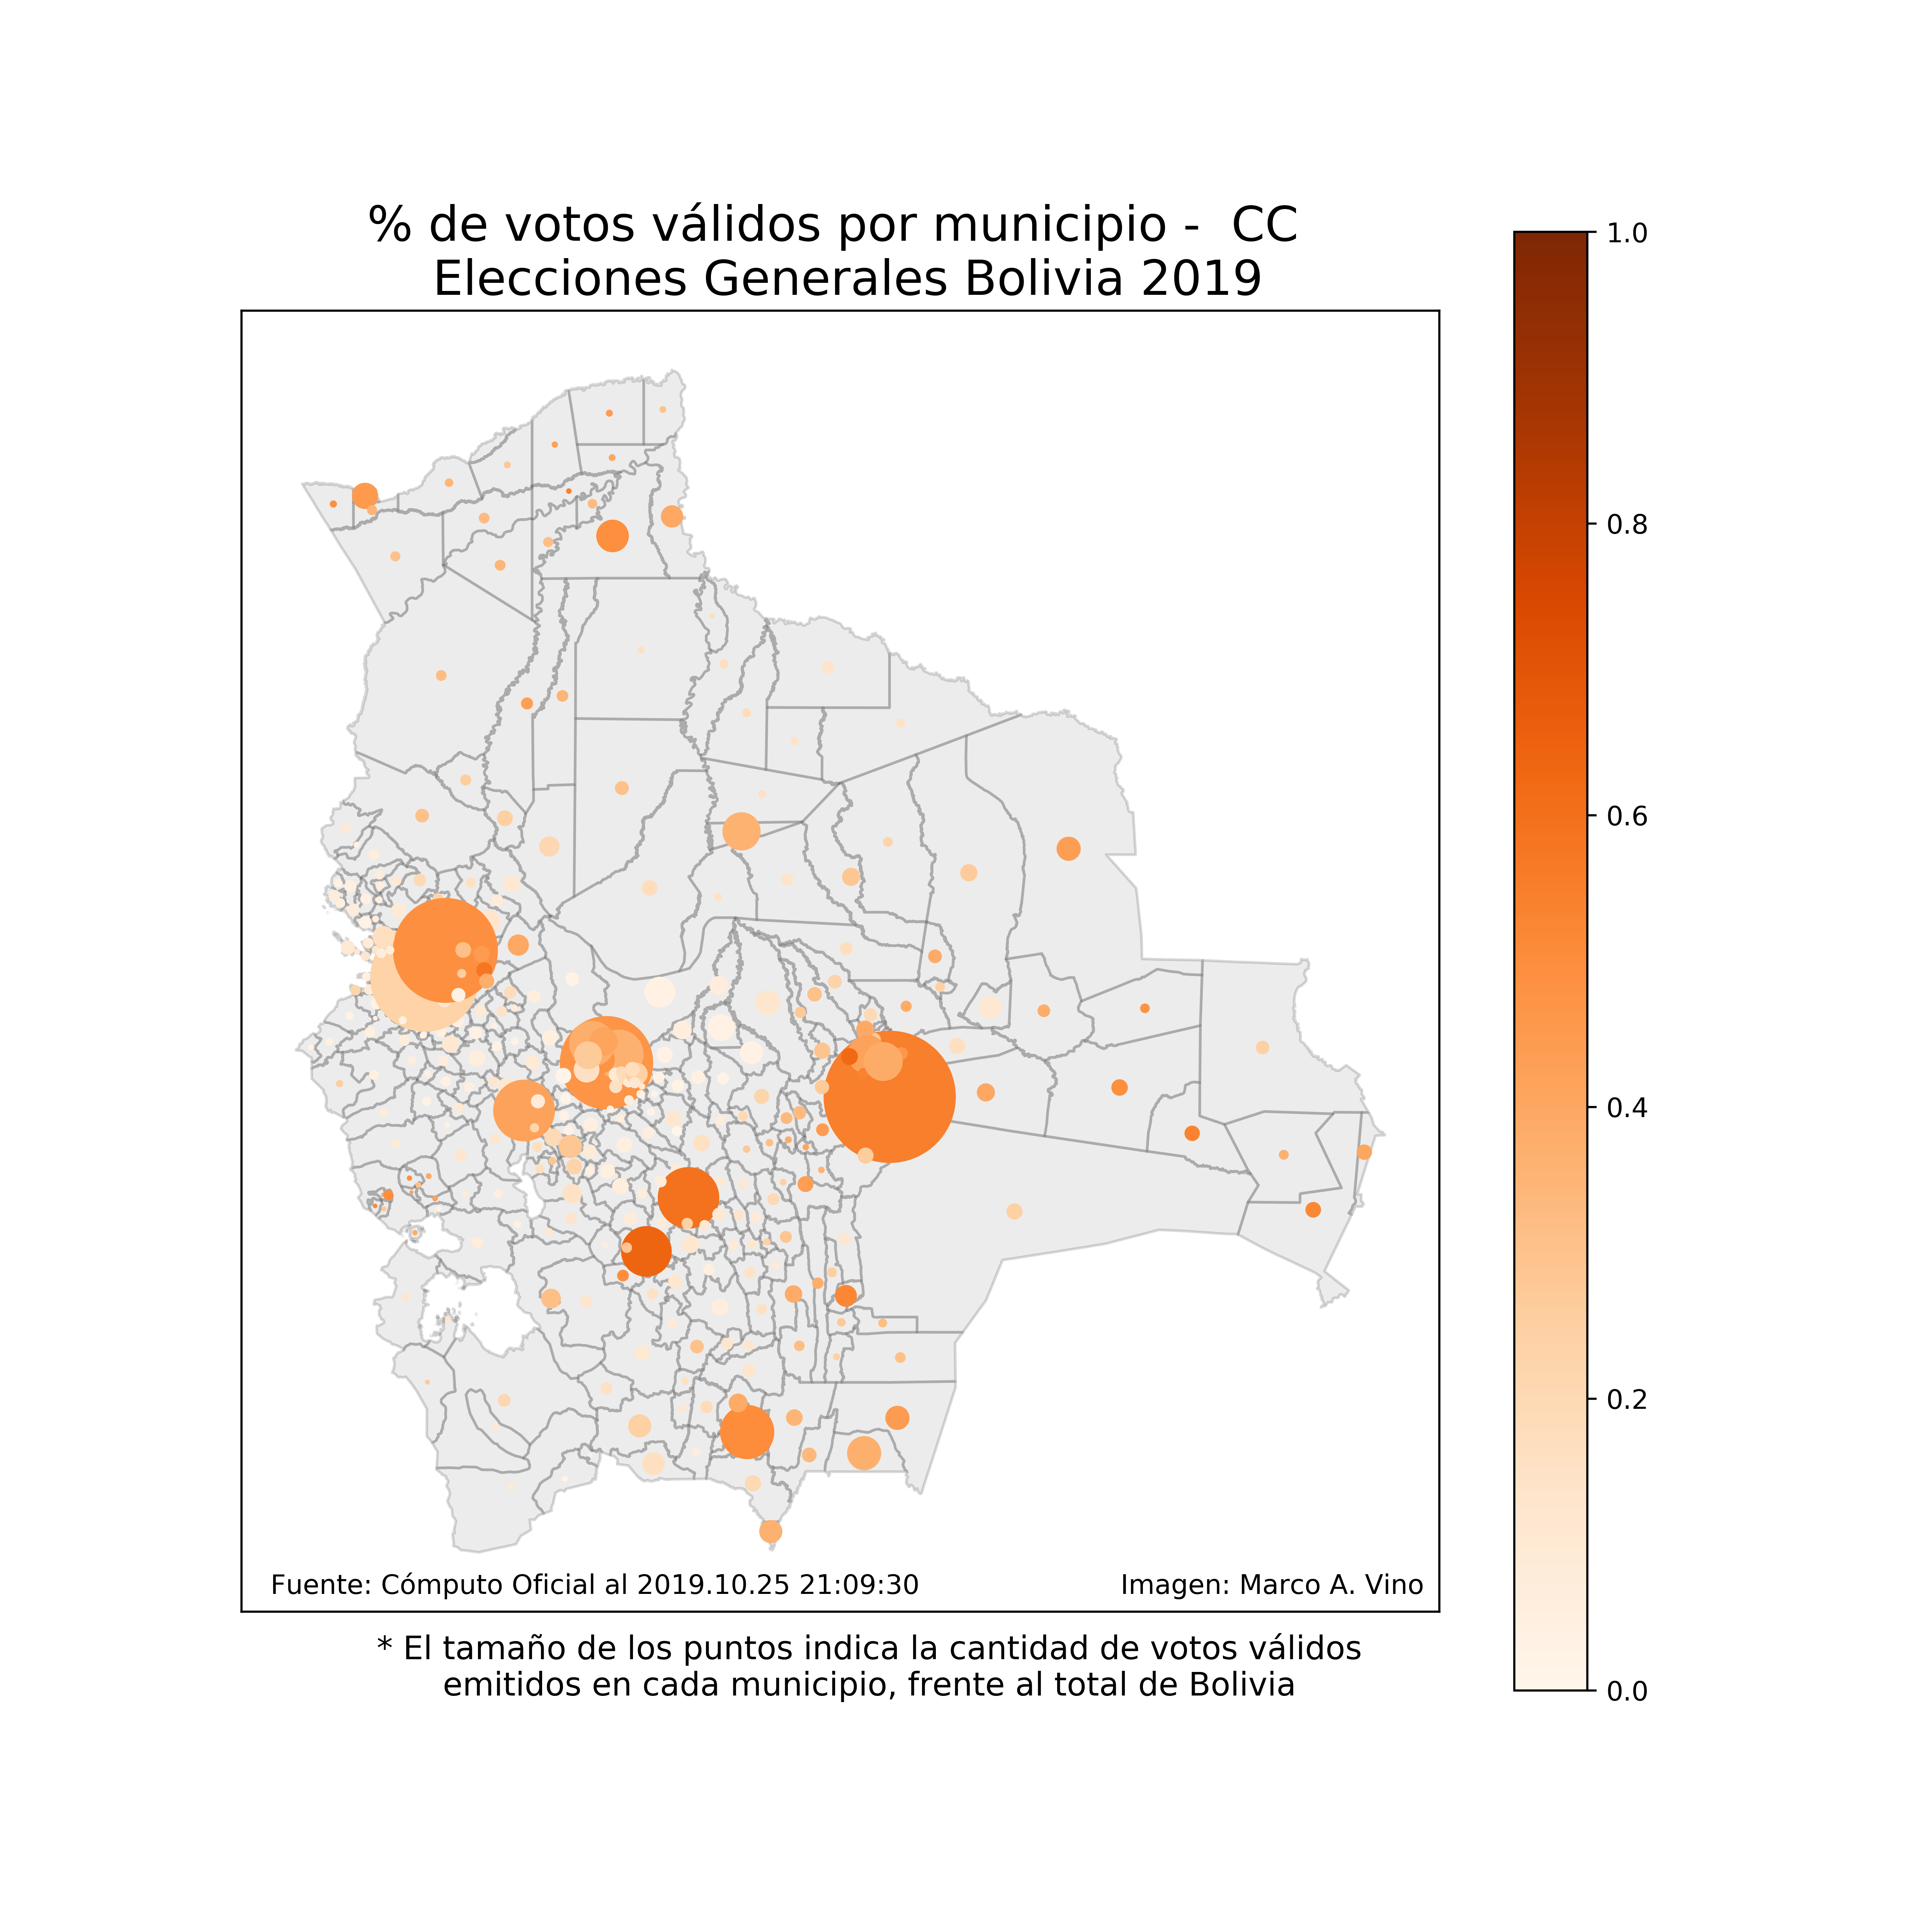 % de votos válidos por municipio -  CC
Elecciones Generales Bolivia 2019
1.0
0.8
0.6
0.4
0.2
0.0
Fuente: Cómputo Oficial al 2019.10.25 21:09:30
Imagen: Marco A. Vino
* El tamaño de los puntos indica la cantidad de votos válidos
emitidos en cada municipio, frente al total de Bolivia